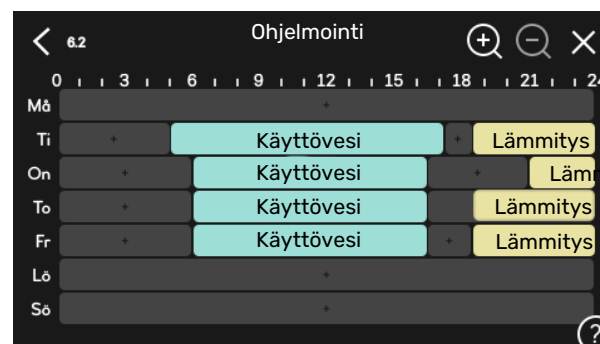 6.2 Ohjelmointi
0 3 6 9 12 15 18 21 24
Må
Ti Käyttövesi Lämmitys
On Käyttövesi Läm
To Käyttövesi Lämmitys
Fr Käyttövesi Lämmitys
Lö
Sö
?